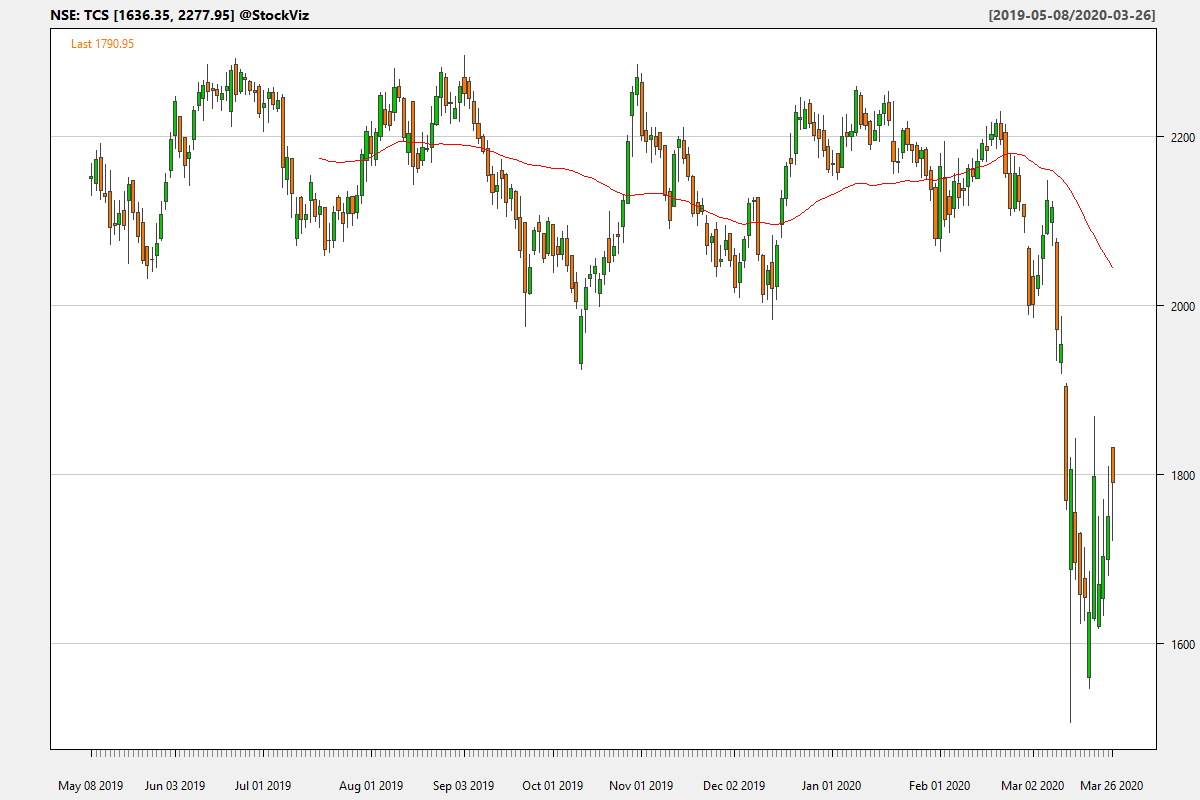 NSE: TCS [1636.35, 2277.95] @StockViz [2019-05-08/2020-03-26]
Last 1790.95
2200
2000
1800
1600
May 08 2019 Jun 03 2019 Jul 01 2019 Aug 01 2019 Sep 03 2019 Oct 01 2019 Nov 01 2019 Dec 02 2019 Jan 01 2020 Feb 01 2020 Mar 02 2020 Mar 26 2020